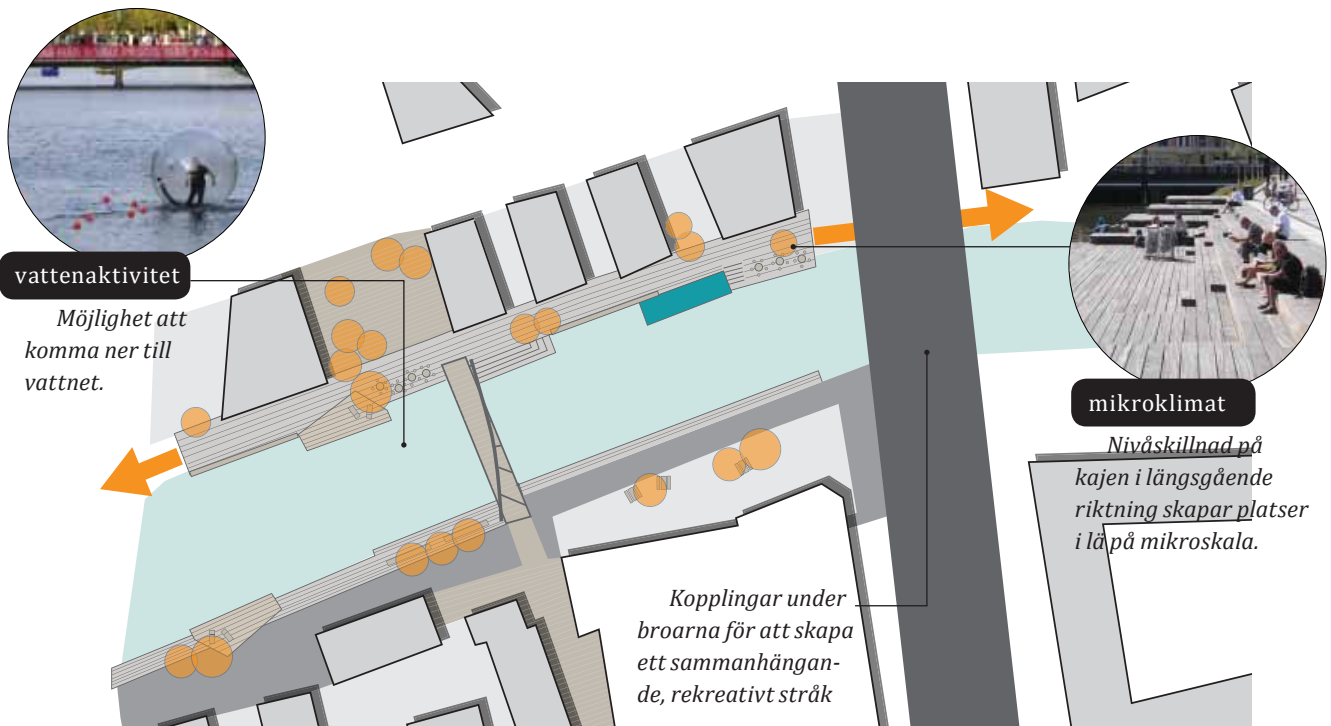 vattenaktivitet
Möjlighet att
komma ner till
vattnet.
mikroklimat
Nivåskillnad på
kajen i längsgående
riktning skapar platser
i lä på mikroskala.
Kopplingar under
broarna för att skapa
ett sammanhängan-
de, rekreativt stråk